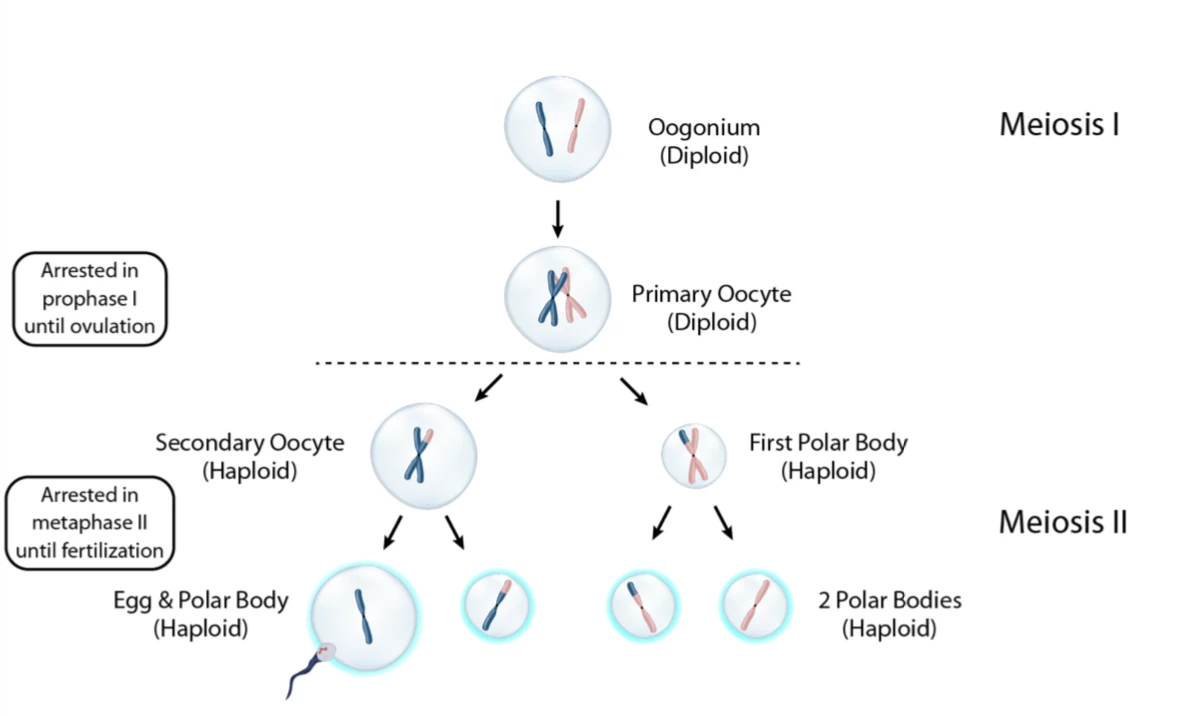 Oogonium
(Diploid)
Meiosis I
Arrested in
prophase I
until ovulation
Primary Oocyte
(Diploid)
Secondary Oocyte
(Haploid)
First Polar Body
(Haploid)
Arrested in
metaphase II
until fertilization
Meiosis II
Egg & Polar Body
(Haploid)
2 Polar Bodies
(Haploid)